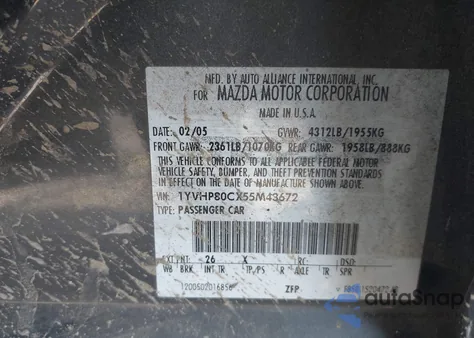 MFD. BY AUTO ALLIANCE INTERNATIONAL, INC.
FOR MAZDA MOTOR CORPORATION
MADE IN U.S.A.
DATE: 02/05 GVWR: 4312LB/1955KG
FRONT GAWR: 2361LB/1070KG REAR GAWR: 1958LB/888KG
THIS VEHICLE CONFORMS TO ALL APPLICABLE FEDERAL MOTOR
VEHICLE SAFETY, BUMPER, AND THEFT PREVENTION STANDARDS
IN EFFECT ON THE DATE OF MANUFACTURE SHOWN ABOVE.
VIN: 1YVHP80CX55M43672
TYPE: PASSENGER CAR
EXT PNT: 26 X RC: DSO:
WB BRK INT TR TP/PS R AXLE TR SPR
ZFP
autoSnap